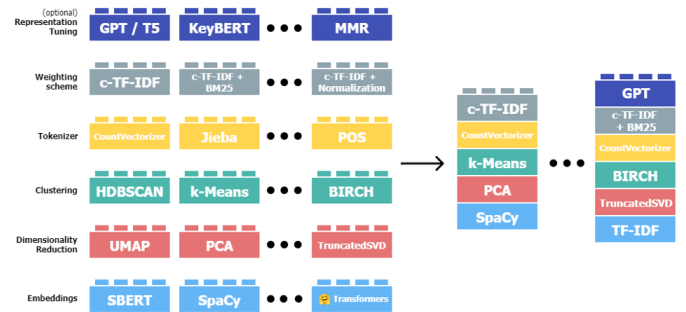 (optional)
Representation
Tuning
GPT / T5
KeyBERT
MMR
Weighting
scheme
c-TF-IDF
c-TF-IDF +
BM25
c-TF-IDF +
Normalization
Tokenizer
CountVectorizer
Jieba
POS
Clustering
HDBSCAN
k-Means
BIRCH
Dimensionality
Reduction
UMAP
PCA
TruncatedSVD
Embeddings
SBERT
SpaCy
🤗 Transformers
c-TF-IDF
CountVectorizer
k-Means
PCA
SpaCy
GPT
c-TF-IDF
+ BM25
CountVectorizer
BIRCH
TruncatedSVD
TF-IDF